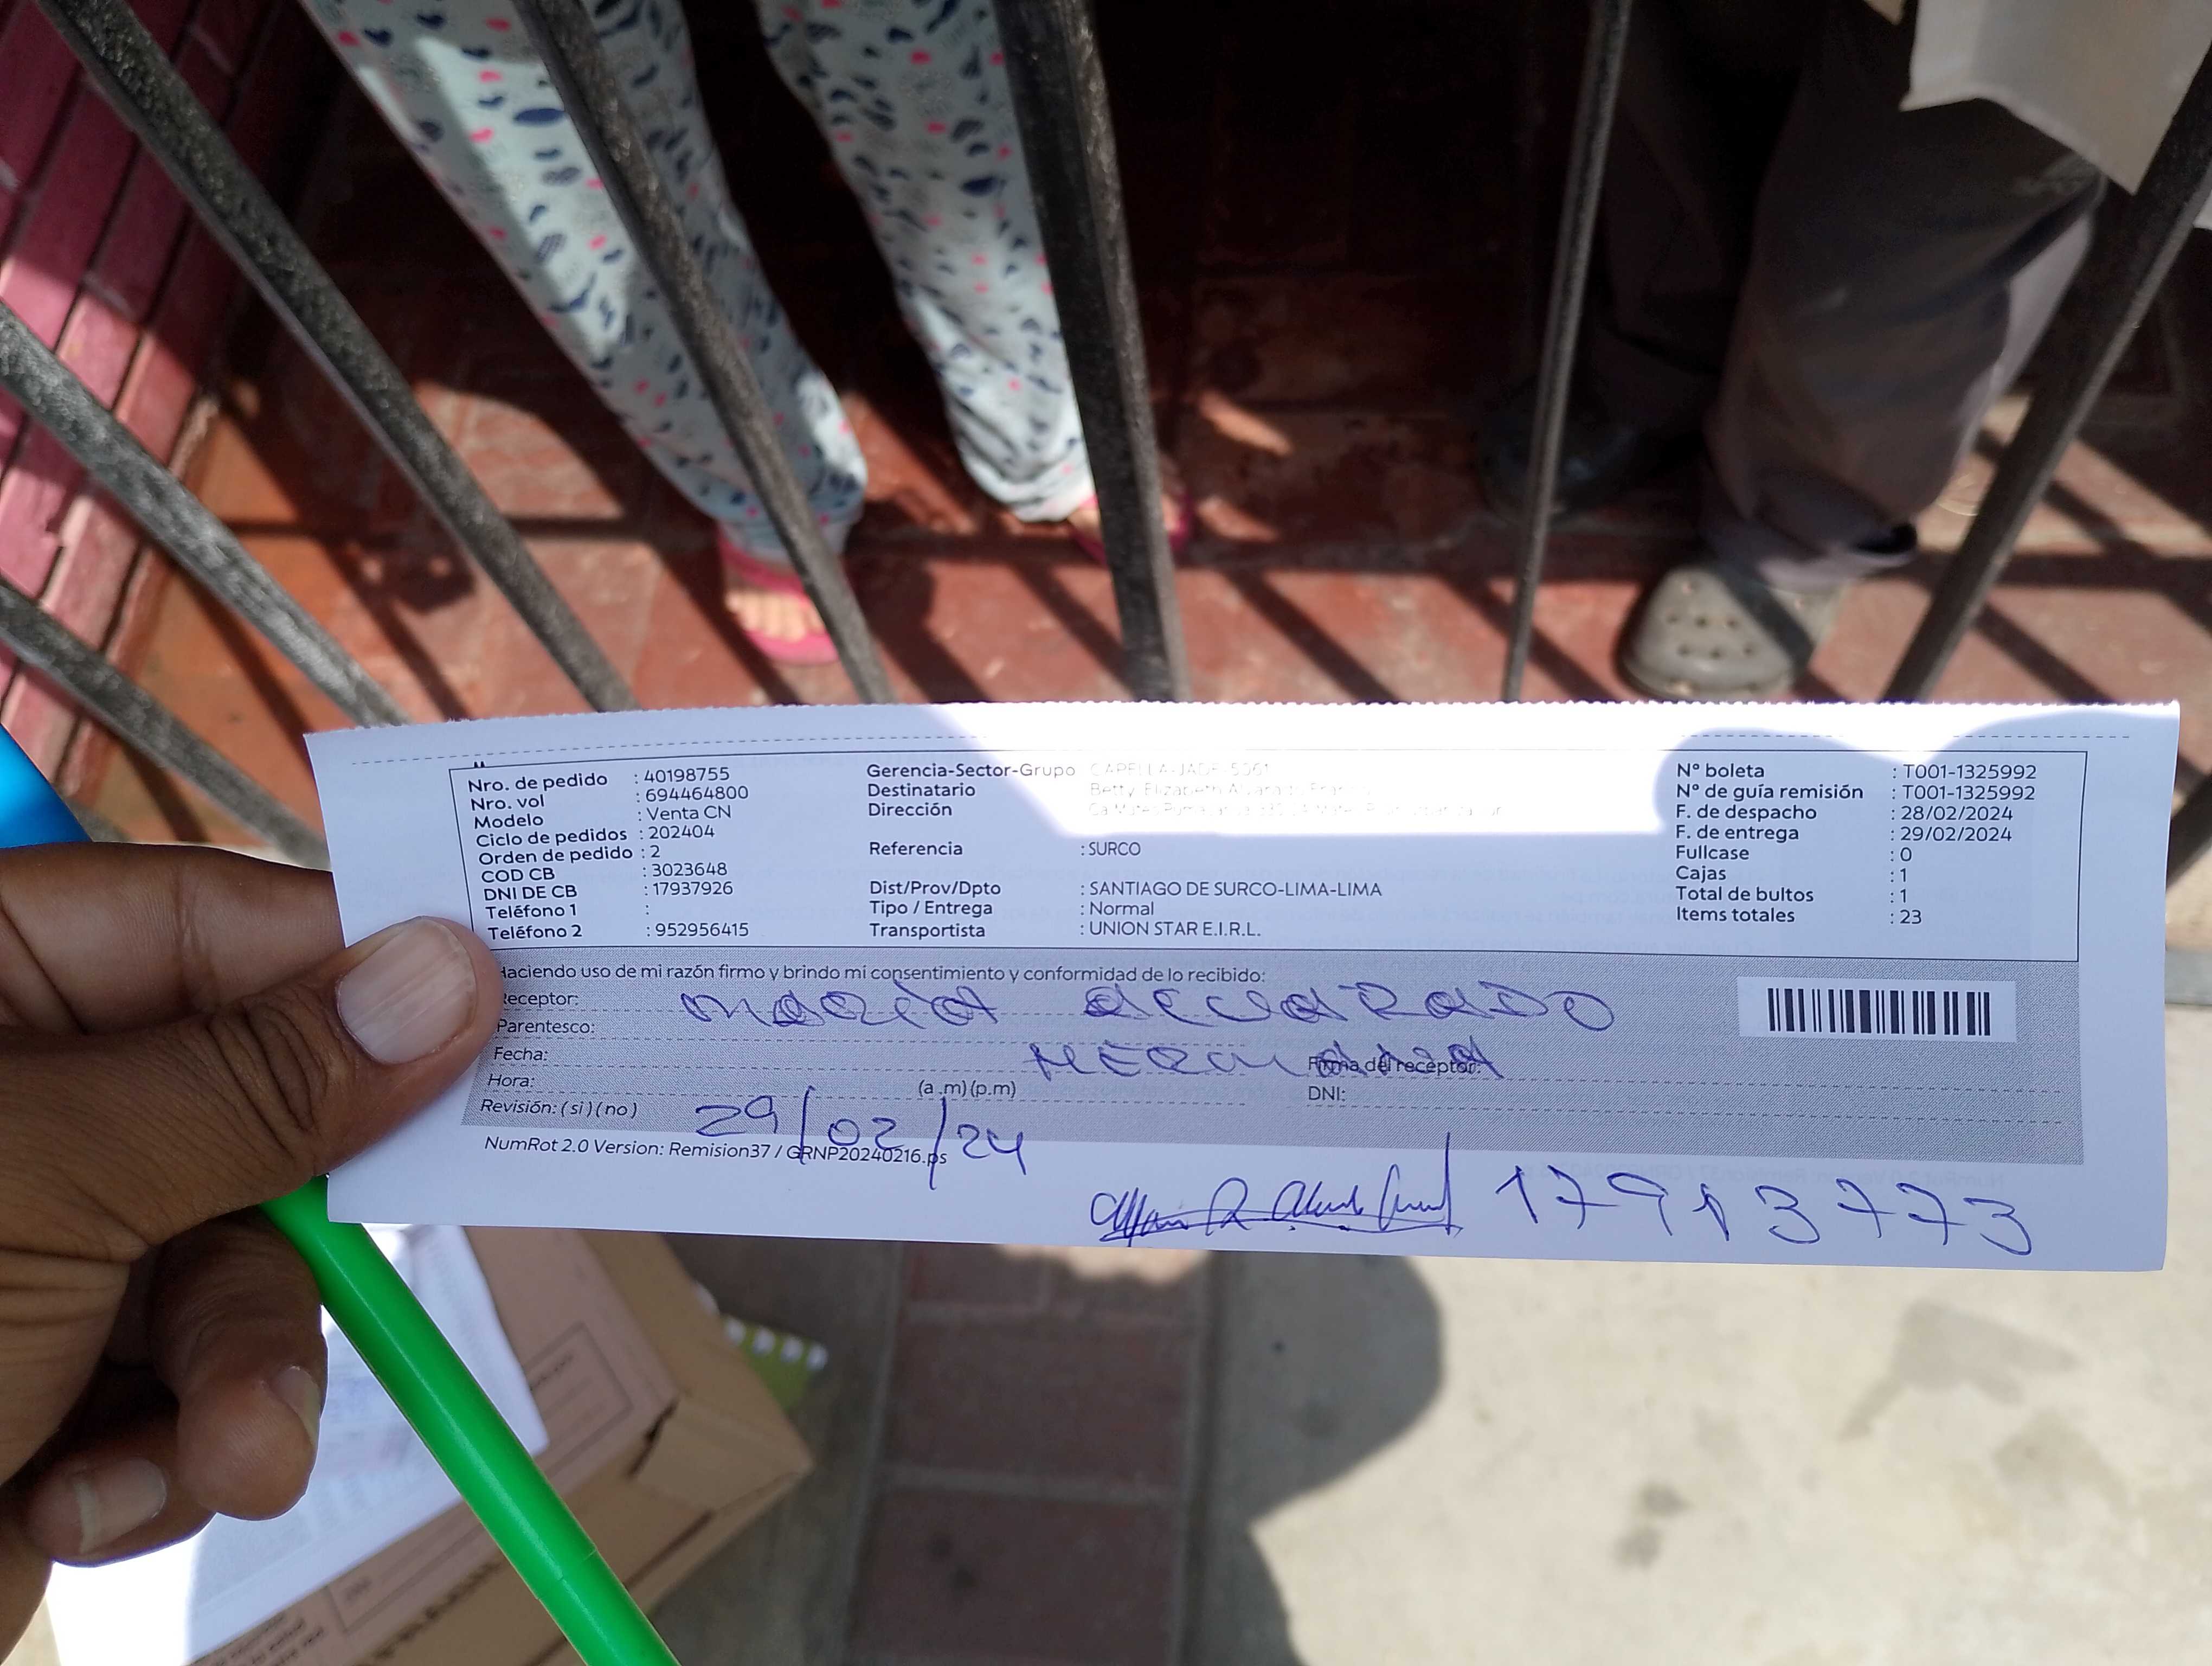 Nro. de pedido : 40198755
Nro. vol : 694464800
Modelo : Venta CN
Ciclo de pedidos : 202404
Orden de pedido : 2
COD CB : 3023648
DNI DE CB : 17937926
Teléfono 1 :
Teléfono 2 : 952956415
Gerencia-Sector-Grupo CAPELLA-JADE-5561
Destinatario Betty Elizabeth
Dirección
Referencia : SURCO
Dist/Prov/Dpto : SANTIAGO DE SURCO-LIMA-LIMA
Tipo / Entrega : Normal
Transportista : UNION STAR E.I.R.L.
N° boleta : T001-1325992
N° de guía remisión : T001-1325992
F. de despacho : 28/02/2024
F. de entrega : 29/02/2024
Fullcase : 0
Cajas : 1
Total de bultos : 1
Items totales : 23
Haciendo uso de mi razón firmo y brindo mi consentimiento y conformidad de lo recibido:
Receptor: MARIA ALVARADO
Parentesco: HERMANA
Fecha:
Firma del receptor:
Hora: (a.m)(p.m)
DNI:
Revisión: (si) (no)
29/02/24
NumRot 2.0 Version: Remision37 / GRNP20240216.ps
17913773